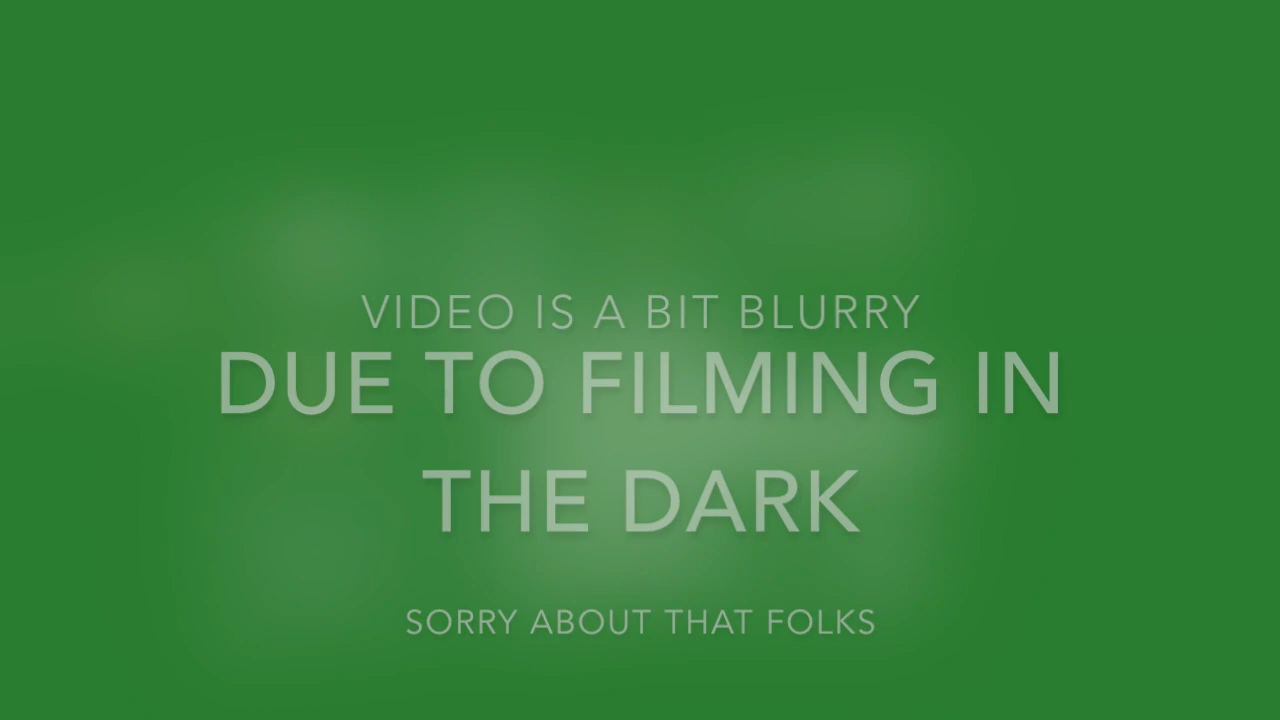 VIDEO IS A BIT BLURRY
DUE TO FILMING IN
THE DARK
SORRY ABOUT THAT FOLKS